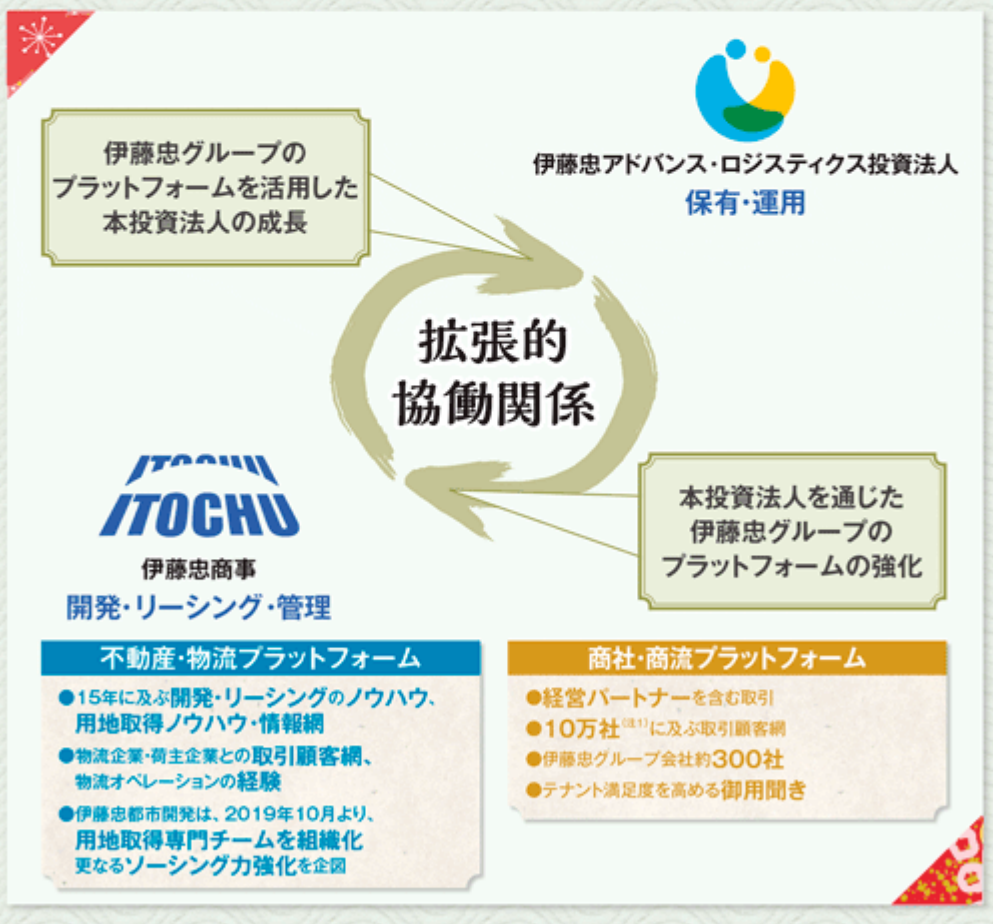 伊藤忠グループの
プラットフォームを活用した
本投資法人の成長
伊藤忠アドバンス・ロジスティクス投資法人
保有・運用
拡張的
協働関係
ITOCHU
ITOCHU
伊藤忠商事
開発・リーシング・管理
本投資法人を通じた
伊藤忠グループの
プラットフォームの強化
不動産・物流プラットフォーム
●15年に及ぶ開発・リーシングのノウハウ、
用地取得ノウハウ・情報網
●物流企業・荷主企業との取引顧客網、
物流オペレーションの経験
●伊藤忠都市開発は、2019年10月より、
用地取得専門チームを組織化
更なるソーシング力強化を企図
商社・商流プラットフォーム
●経営パートナーを含む取引
●10万社(注1)に及ぶ取引顧客網
●伊藤忠グループ会社約300社
●テナント満足度を高める御用聞き